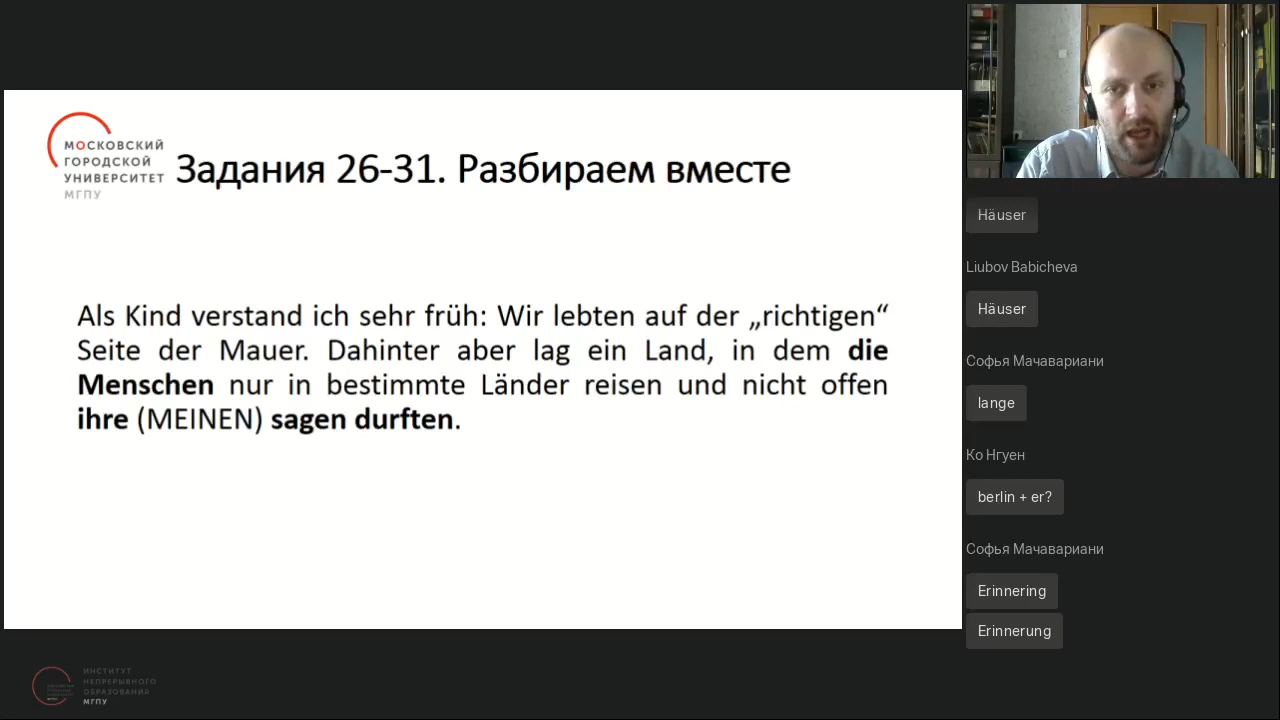 МОСКОВСКИЙ
ГОРОДСКОЙ
УНИВЕРСИТЕТ
МГПУ
Задания 26-31. Разбираем вместе
Als Kind verstand ich sehr früh: Wir lebten auf der „richtigen“
Seite der Mauer. Dahinter aber lag ein Land, in dem die
Menschen nur in bestimmte Länder reisen und nicht offen
ihre (MEINEN) sagen durften.
Häuser
Liubov Babicheva
Häuser
Софья Мачавариани
lange
Ко Нгуен
berlin + er?
Софья Мачавариани
Erinnering
Erinnerung
ИНСТИТУТ
НЕПРЕРЫВНОГО
ОБРАЗОВАНИЯ
МГПУ